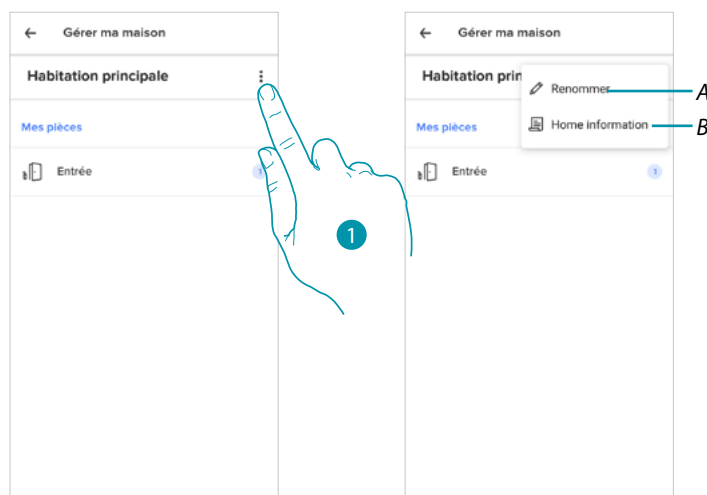 ← Gérer ma maison
Habitation principale
Mes pièces
Entrée 1
1
← Gérer ma maison
Habitation prin
Renommer A
Home information B
Mes pièces
Entrée 1